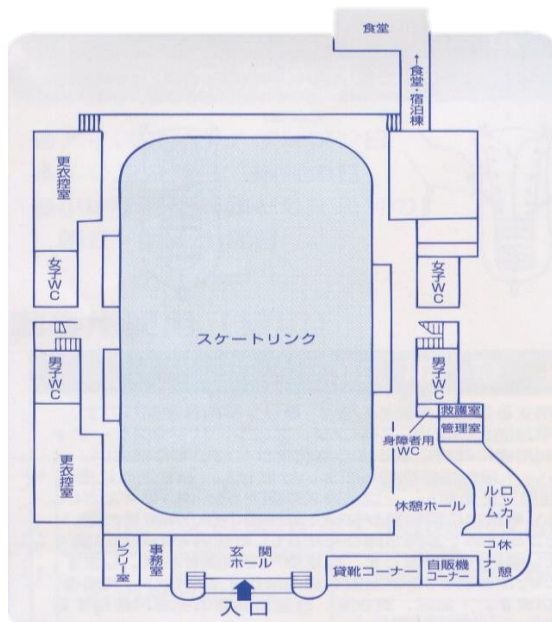 食堂
←食堂・宿泊棟
更衣控室
女子WC
女子WC
スケートリンク
男子WC
男子WC
救護室
管理室
身障者用
WC
更衣控室
休憩ホール
ロッカー
ルーム
休憩
コーナー
レフリー室
事務室
玄関
ホール
貸靴コーナー
自販機
コーナー
入口